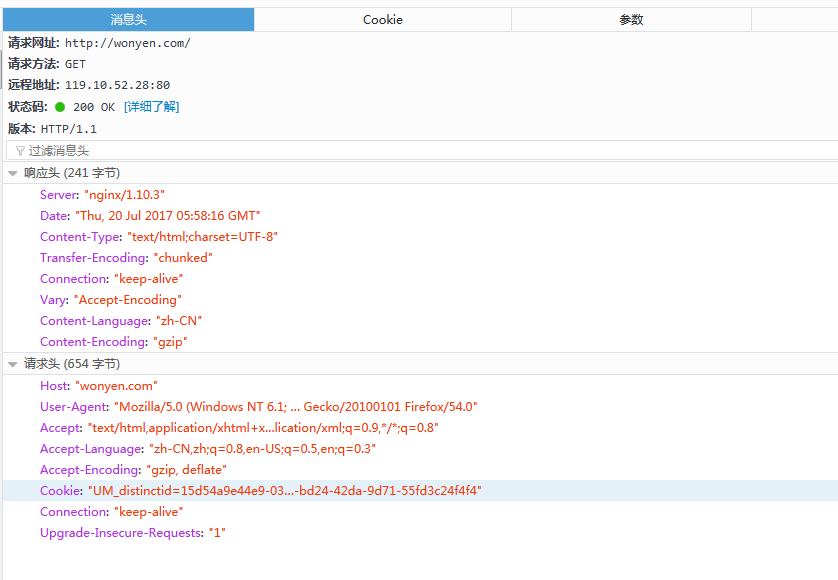 消息头 Cookie 参数
请求网址: http://wonyen.com/
请求方法: GET
远程地址: 119.10.52.28:80
状态码: 200 OK [详细了解]
版本: HTTP/1.1
过滤消息头
响应头 (241 字节)
Server: "nginx/1.10.3"
Date: "Thu, 20 Jul 2017 05:58:16 GMT"
Content-Type: "text/html;charset=UTF-8"
Transfer-Encoding: "chunked"
Connection: "keep-alive"
Vary: "Accept-Encoding"
Content-Language: "zh-CN"
Content-Encoding: "gzip"
请求头 (654 字节)
Host: "wonyen.com"
User-Agent: "Mozilla/5.0 (Windows NT 6.1; ... Gecko/20100101 Firefox/54.0"
Accept: "text/html,application/xhtml+x...lication/xml;q=0.9,*/*;q=0.8"
Accept-Language: "zh-CN,zh;q=0.8,en-US;q=0.5,en;q=0.3"
Accept-Encoding: "gzip, deflate"
Cookie: "UM_distinctid=15d54a9e44e9-03...-bd24-42da-9d71-55fd3c24f4f4"
Connection: "keep-alive"
Upgrade-Insecure-Requests: "1"